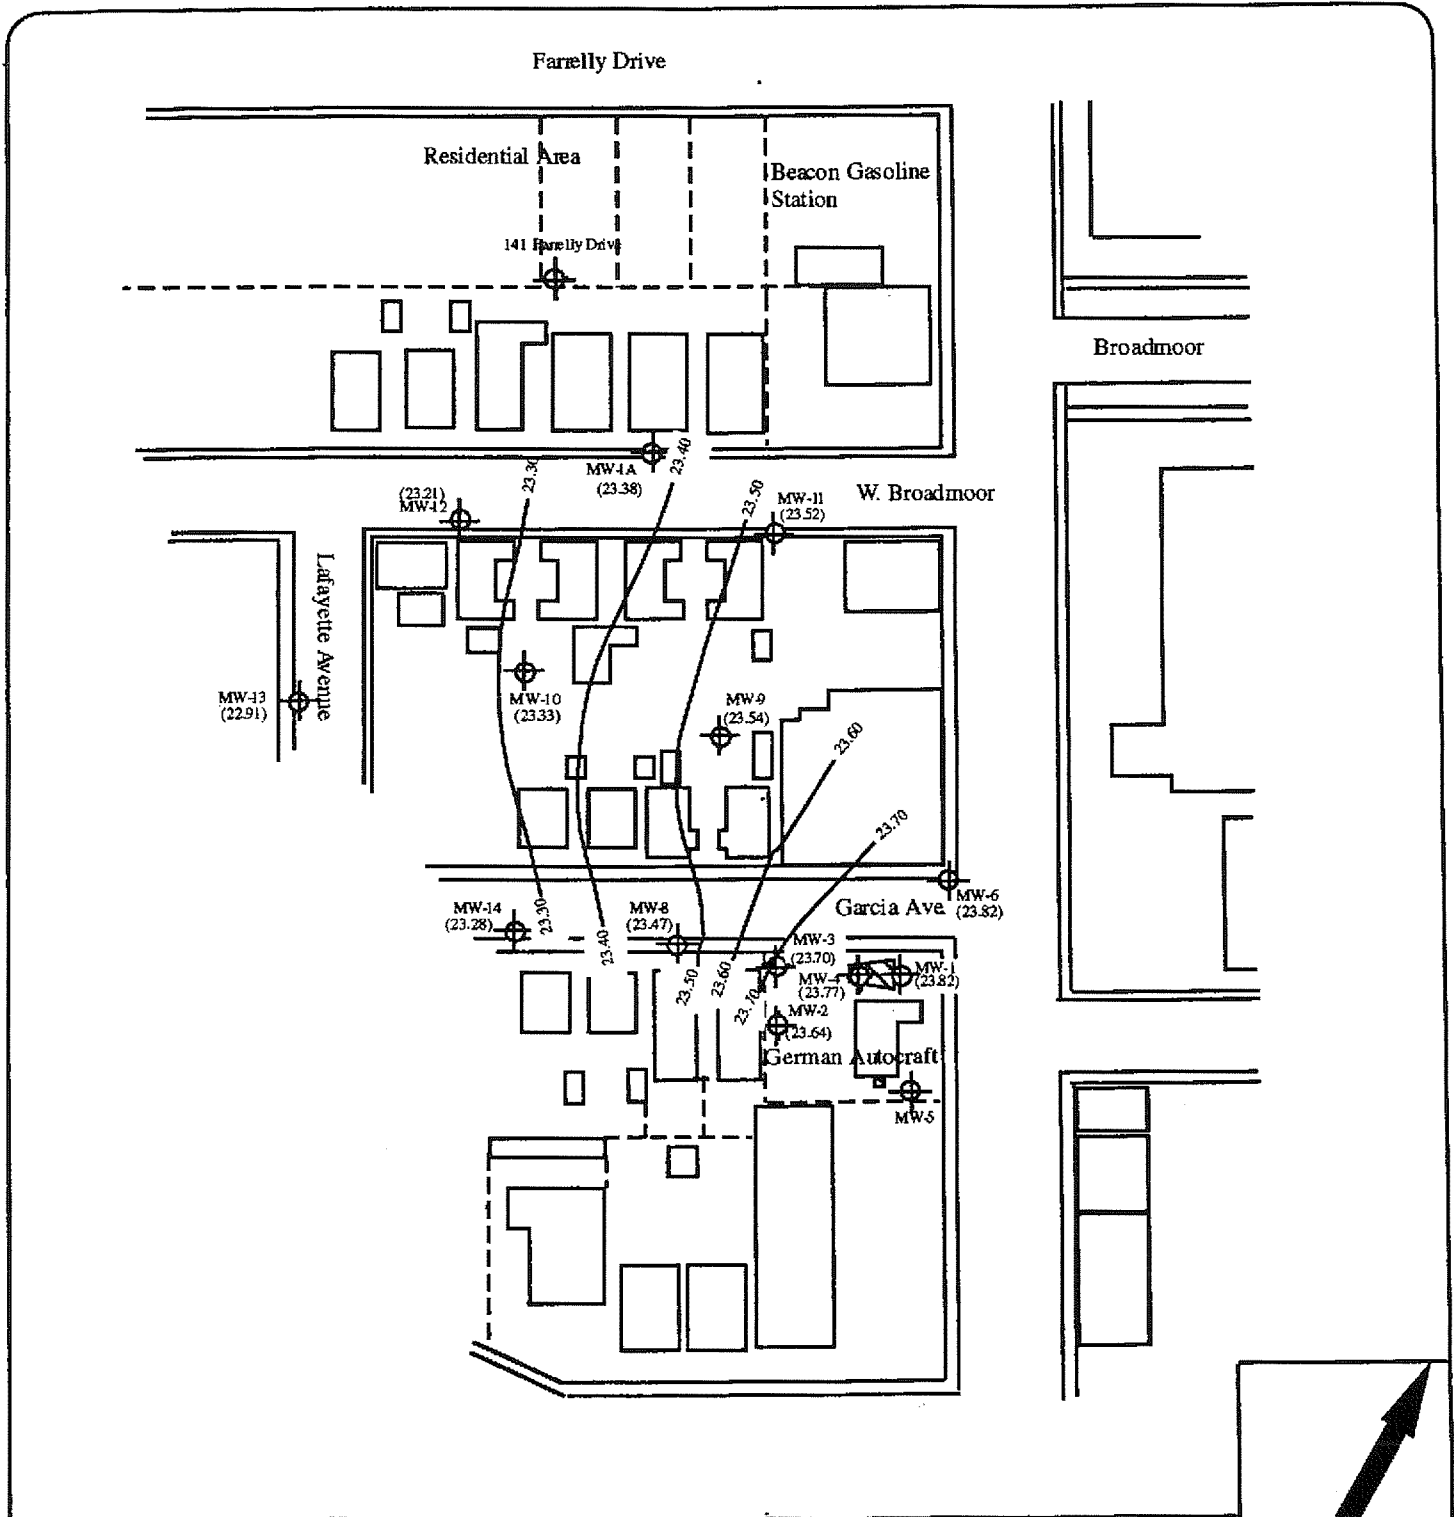 Farrelly Drive
Residential Area
Beacon Gasoline
Station
141 Farrelly Drive
Broadmoor
23.40
MW-1A
(23.38)
23.30
(23.21)
MW-12
23.50
MW-11
(23.52)
W. Broadmoor
Lafayette Avenue
MW-13
(22.91)
MW-10
(23.33)
MW-9
(23.54)
23.60
23.70
MW-6
(23.82)
Garcia Ave
MW-14
(23.28)
23.30
MW-8
(23.47)
23.40
23.50
23.60
23.70
MW-3
(23.70)
MW-4
(23.77)
MW-1
(23.82)
MW-2
(23.64)
German Autocraft
MW-5